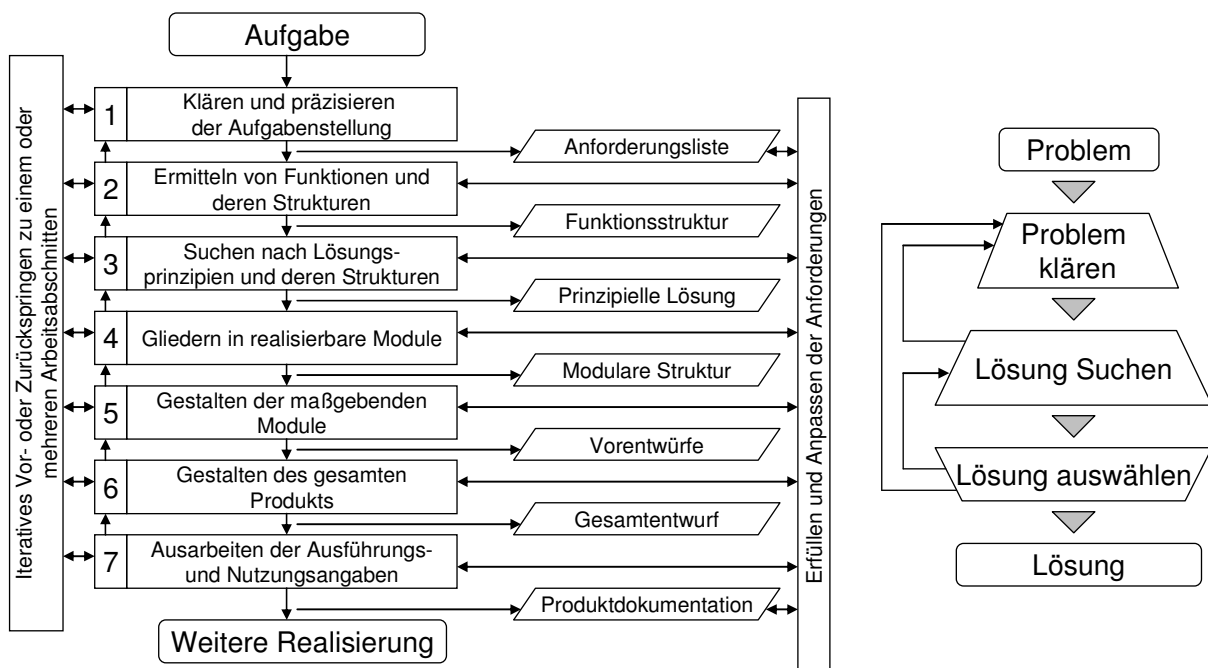 Aufgabe
Iteratives Vor- oder Zurückspringen zu einem oder
mehreren Arbeitsabschnitten
1
Klären und präzisieren
der Aufgabenstellung
Anforderungsliste
2
Ermitteln von Funktionen und
deren Strukturen
Funktionsstruktur
3
Suchen nach Lösungs-
prinzipien und deren Strukturen
Prinzipielle Lösung
4
Gliedern in realisierbare Module
Modulare Struktur
5
Gestalten der maßgebenden
Module
Vorentwürfe
6
Gestalten des gesamten
Produkts
Gesamtentwurf
7
Ausarbeiten der Ausführungs-
und Nutzungsangaben
Produktdokumentation
Weitere Realisierung
Erfüllen und Anpassen der Anforderungen
Problem
Problem
klären
Lösung Suchen
Lösung auswählen
Lösung